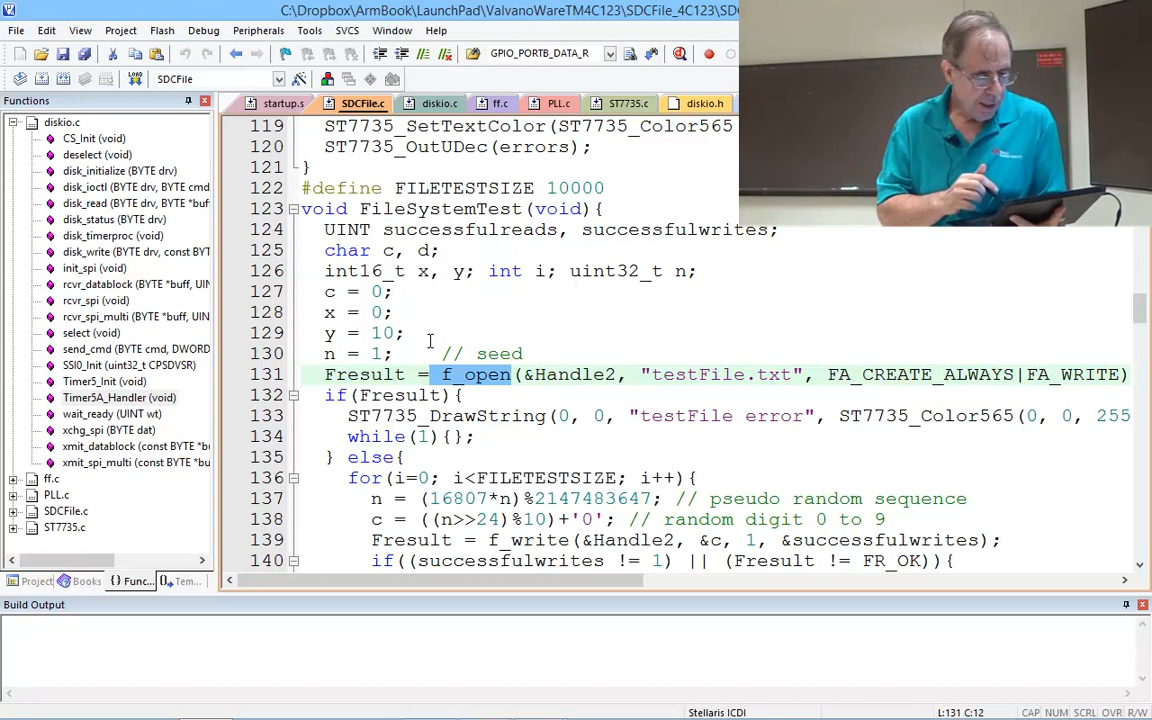 C:\Dropbox\ArmBook\LaunchPad\ValvanoWareTM4C123\SDCFile_4C123\SDC
File Edit View Project Flash Debug Peripherals Tools SVCS Window Help
GPIO_PORTB_DATA_R
LOAD SDCFile
Functions
startup.s SDCFile.c diskio.c ff.c PLL.c ST7735.c diskio.h
diskio.c
CS_Init (void)
deselect (void)
disk_initialize (BYTE drv)
disk_ioctl (BYTE drv, BYTE cmd
disk_read (BYTE drv, BYTE *buff
disk_status (BYTE drv)
disk_timerproc (void)
disk_write (BYTE drv, const BYTE
init_spi (void)
rcvr_datablock (BYTE *buff, UIN
rcvr_spi (void)
rcvr_spi_multi (BYTE *buff, UINT
select (void)
send_cmd (BYTE cmd, DWORD
SSI0_Init (uint32_t CPSDVSR)
Timer5_Init (void)
Timer5A_Handler (void)
wait_ready (UINT wt)
xchg_spi (BYTE dat)
xmit_datablock (const BYTE *bu
xmit_spi_multi (const BYTE *buf
ff.c
PLL.c
SDCFile.c
ST7735.c
Project Books Func... Tem...
119 ST7735_SetTextColor(ST7735_Color565
120 ST7735_OutUDec(errors);
121 }
122 #define FILETESTSIZE 10000
123 void FileSystemTest(void){
124 UINT successfulreads, successfulwrites;
125 char c, d;
126 int16_t x, y; int i; uint32_t n;
127 c = 0;
128 x = 0;
129 y = 10;
130 n = 1; // seed
131 Fresult = f_open(&Handle2, "testFile.txt", FA_CREATE_ALWAYS|FA_WRITE)
132 if(Fresult){
133 ST7735_DrawString(0, 0, "testFile error", ST7735_Color565(0, 0, 255
134 while(1){};
135 } else{
136 for(i=0; i<FILETESTSIZE; i++){
137 n = (16807*n)%2147483647; // pseudo random sequence
138 c = ((n>>24)%10)+'0'; // random digit 0 to 9
139 Fresult = f_write(&Handle2, &c, 1, &successfulwrites);
140 if((successfulwrites != 1) || (Fresult != FR_OK)){
Build Output
Stellaris ICDI L:131 C:12 CAP NUM SCRL OVR R/W